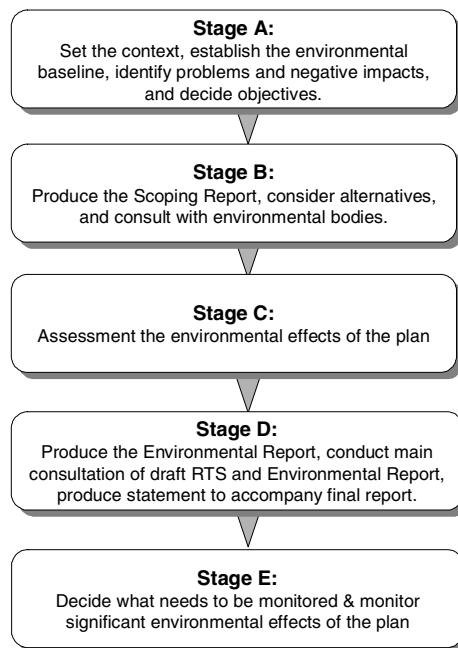 Stage A:
Set the context, establish the environmental
baseline, identify problems and negative impacts,
and decide objectives.
Stage B:
Produce the Scoping Report, consider alternatives,
and consult with environmental bodies.
Stage C:
Assessment the environmental effects of the plan
Stage D:
Produce the Environmental Report, conduct main
consultation of draft RTS and Environmental Report,
produce statement to accompany final report.
Stage E:
Decide what needs to be monitored & monitor
significant environmental effects of the plan